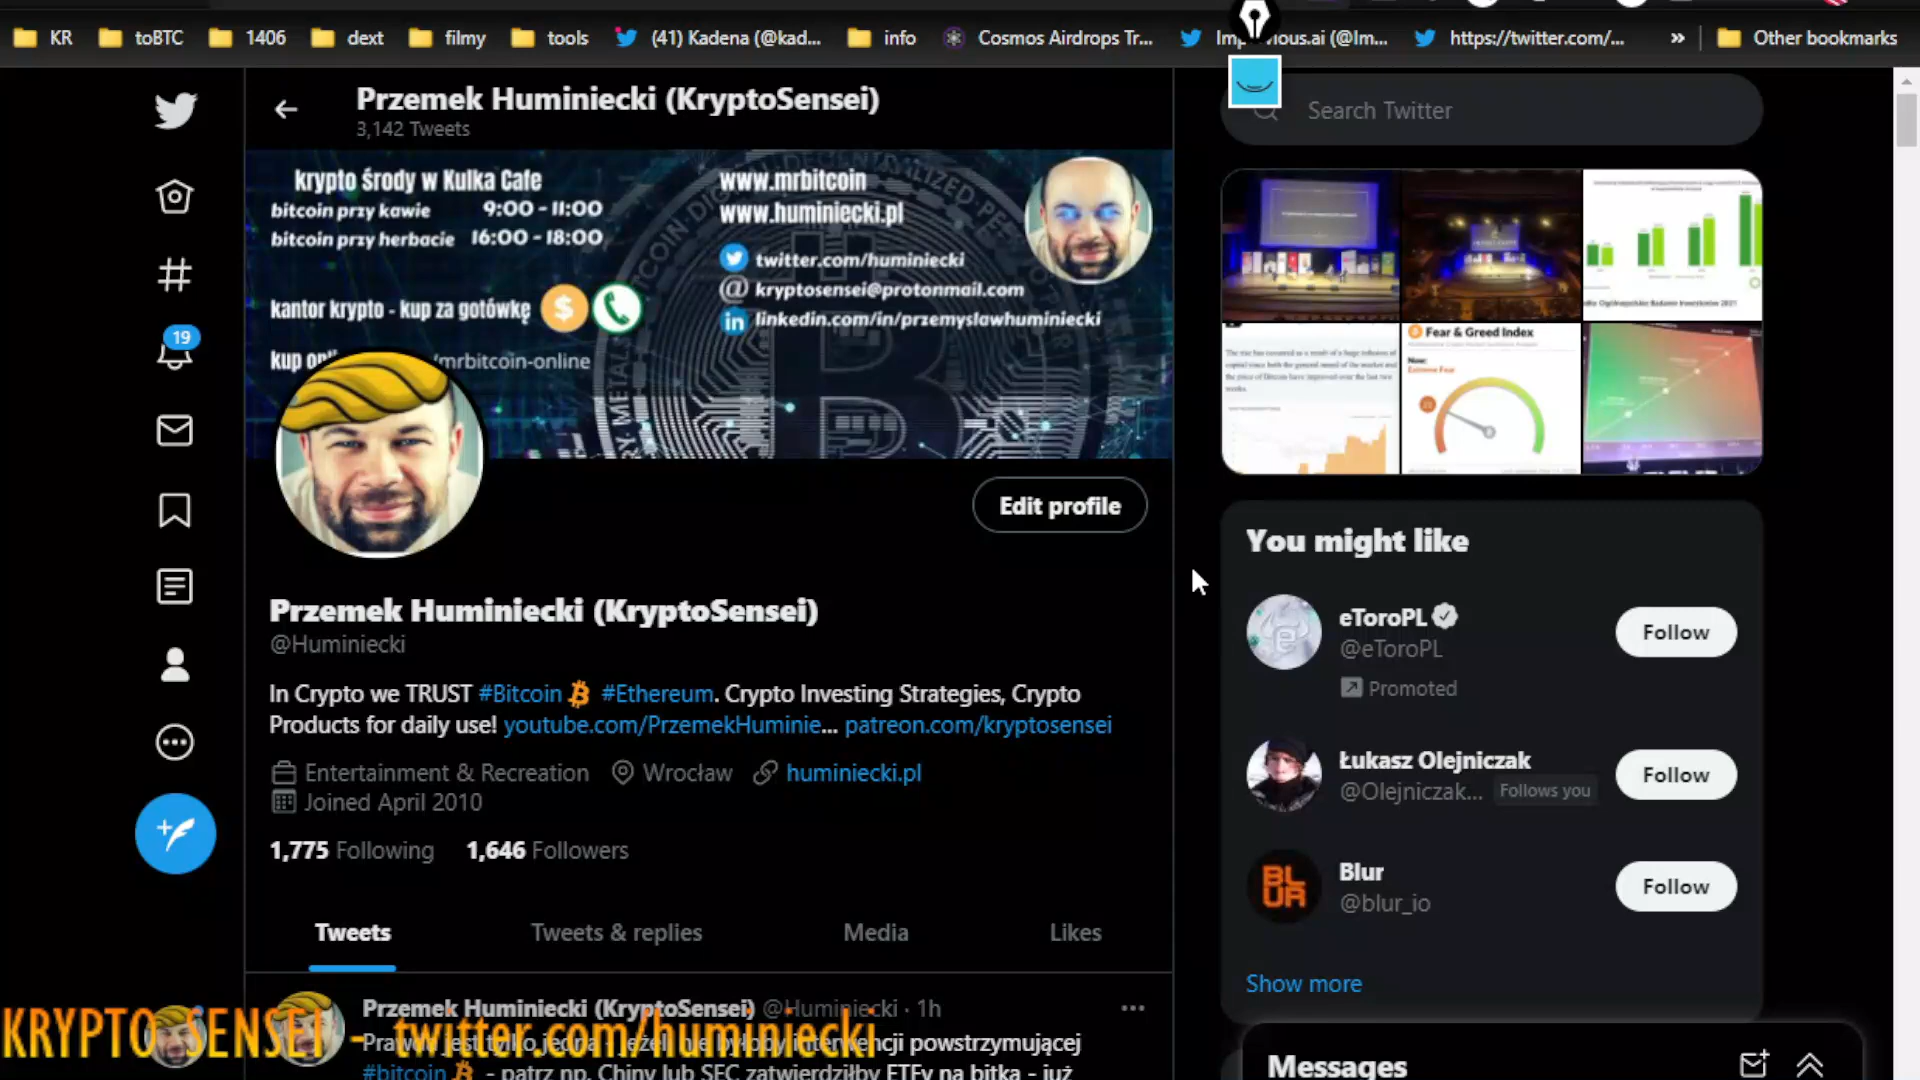 KR
toBTC
1406
dext
filmy
tools
(41) Kadena (@kad...
info
Cosmos Airdrops Tr...
https://twitter.com/...
»
Other bookmarks
Przemek Huminiecki (KryptoSensei)
3,142 Tweets
Search Twitter
krypto środy w Kulka Cafe
bitcoin przy kawie 9:00 - 11:00
bitcoin przy herbacie 16:00 - 18:00
kantor krypto - kup za gotówkę
kup
/mrbitcoin-online
www.mrbitcoin
www.huminiecki.pl
twitter.com/huminiecki
@ kryptosensei@protonmail.com
in linkedin.com/in/przemyslawhuminiecki
19
Fear & Greed Index
Now:
Extreme Fear
Edit profile
Przemek Huminiecki (KryptoSensei)
@Huminiecki
In Crypto we TRUST #Bitcoin #Ethereum. Crypto Investing Strategies, Crypto
Products for daily use! youtube.com/PrzemekHuminie... patreon.com/kryptosensei
Entertainment & Recreation Wrocław huminiecki.pl
Joined April 2010
1,775 Following 1,646 Followers
Tweets Tweets & replies Media Likes
You might like
eToroPL
@eToroPL
Promoted
Follow
Łukasz Olejniczak
@Olejniczak... Follows you
Follow
BLUR
Blur
@blur_io
Follow
Show more
Messages
Przemek Huminiecki (KryptoSensei) @Huminiecki · 1h
powstrzymującej
#bitcoin - patrz np. Chiny lub SEC zatwierdziłby ETFy na bitka - już
KRYPTO SENSEI - twitter.com/huminiecki